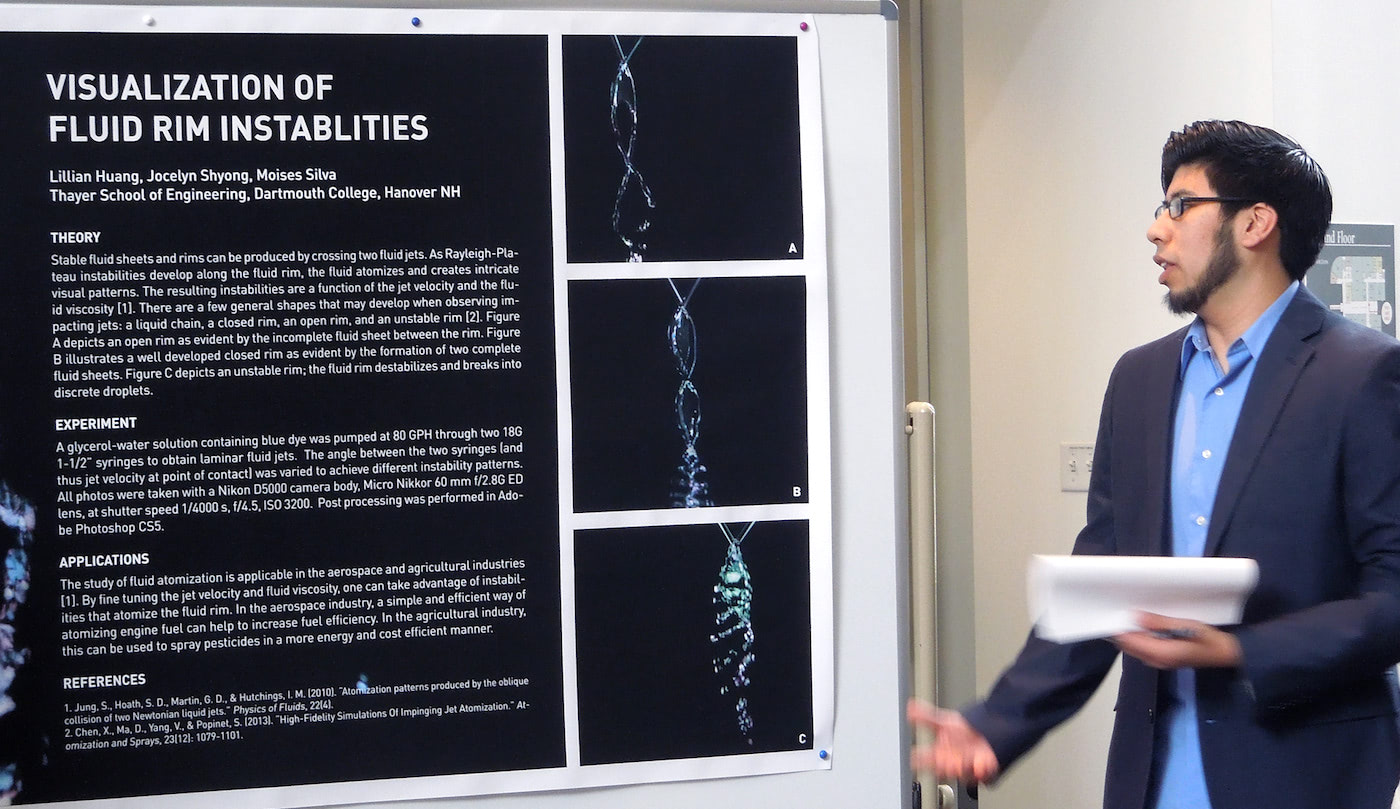 VISUALIZATION OF
FLUID RIM INSTABLITIES
Lillian Huang, Jocelyn Shyong, Moises Silva
Thayer School of Engineering, Dartmouth College, Hanover NH
THEORY
Stable fluid sheets and rims can be produced by crossing two fluid jets. As Rayleigh-Pla-
teau instabilities develop along the fluid rim, the fluid atomizes and creates intricate
visual patterns. The resulting instabilities are a function of the jet velocity and the flu-
id viscosity [1]. There are a few general shapes that may develop when observing im-
pacting jets: a liquid chain, a closed rim, an open rim, and an unstable rim [2]. Figure
A depicts an open rim as evident by the incomplete fluid sheet between the rim. Figure
B illustrates a well developed closed rim as evident by the formation of two complete
fluid sheets. Figure C depicts an unstable rim; the fluid rim destabilizes and breaks into
discrete droplets.
EXPERIMENT
A glycerol-water solution containing blue dye was pumped at 80 GPH through two 18G
1-1/2" syringes to obtain laminar fluid jets. The angle between the two syringes (and
thus jet velocity at point of contact) was varied to achieve different instability patterns.
All photos were taken with a Nikon D5000 camera body, Micro Nikkor 60 mm f/2.8G ED
lens, at shutter speed 1/4000 s, f/4.5, ISO 3200. Post processing was performed in Ado-
be Photoshop CS5.
APPLICATIONS
The study of fluid atomization is applicable in the aerospace and agricultural industries
[1]. By fine tuning the jet velocity and fluid viscosity, one can take advantage of instabil-
ities that atomize the fluid rim. In the aerospace industry, a simple and efficient way of
atomizing engine fuel can help to increase fuel efficiency. In the agricultural industry,
this can be used to spray pesticides in a more energy and cost efficient manner.
REFERENCES
1. Jung, S., Hoath, S. D., Martin, G. D., & Hutchings, I. M. (2010). "Atomization patterns produced by the oblique
collision of two Newtonian liquid jets." Physics of Fluids, 22(4).
2. Chen, X., Ma, D., Yang, V., & Popinet, S. (2013). "High-Fidelity Simulations Of Impinging Jet Atomization." At-
omization and Sprays, 23(12): 1079-1101.
A
B
C
Floor